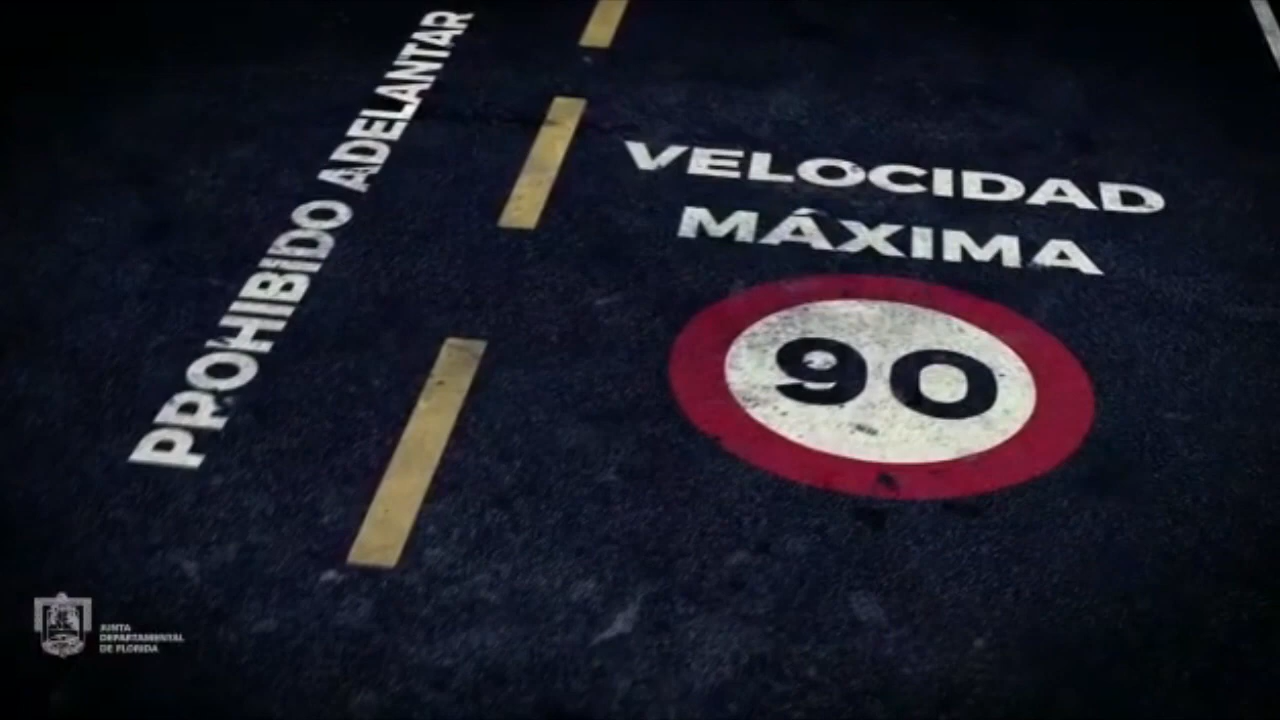 PROHIBIDO ADELANTAR
VELOCIDAD
MÁXIMA
90
JUNTA
DEPARTAMENTAL
DE FLORIDA